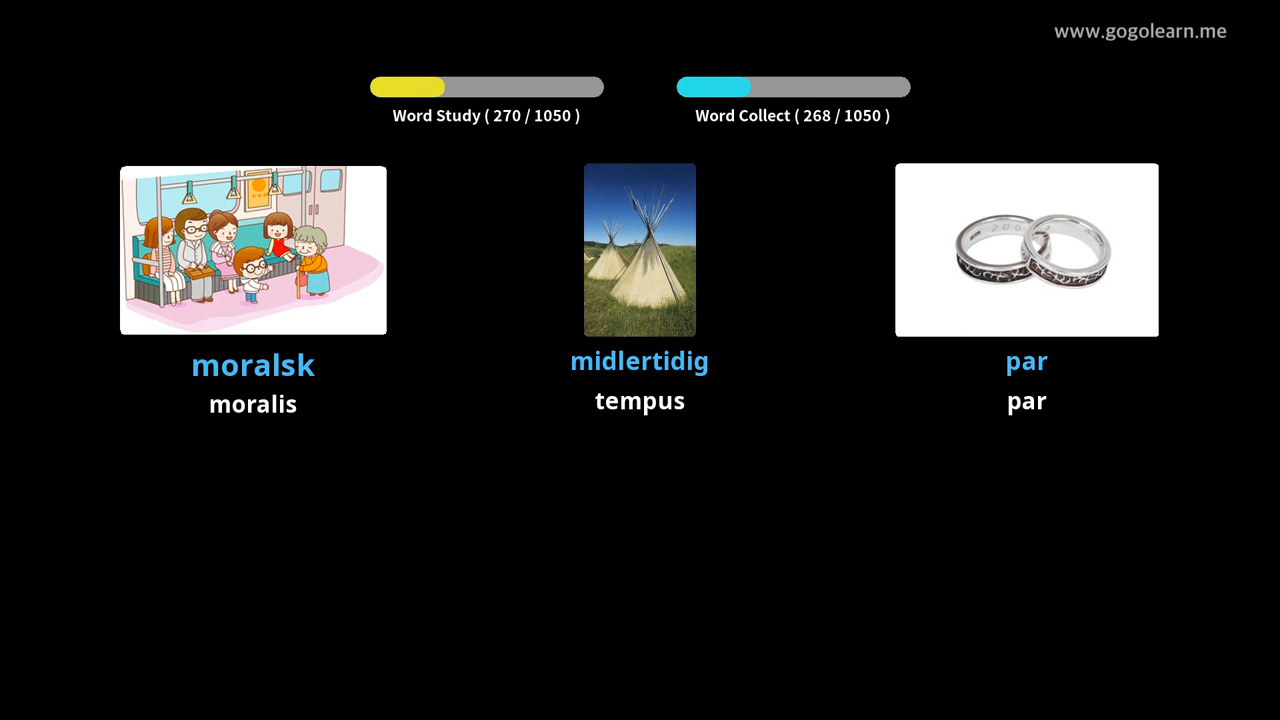 www.gogolearn.me
Word Study ( 270 / 1050 )
Word Collect ( 268 / 1050 )
moralsk
moralis
midlertidig
tempus
par
par